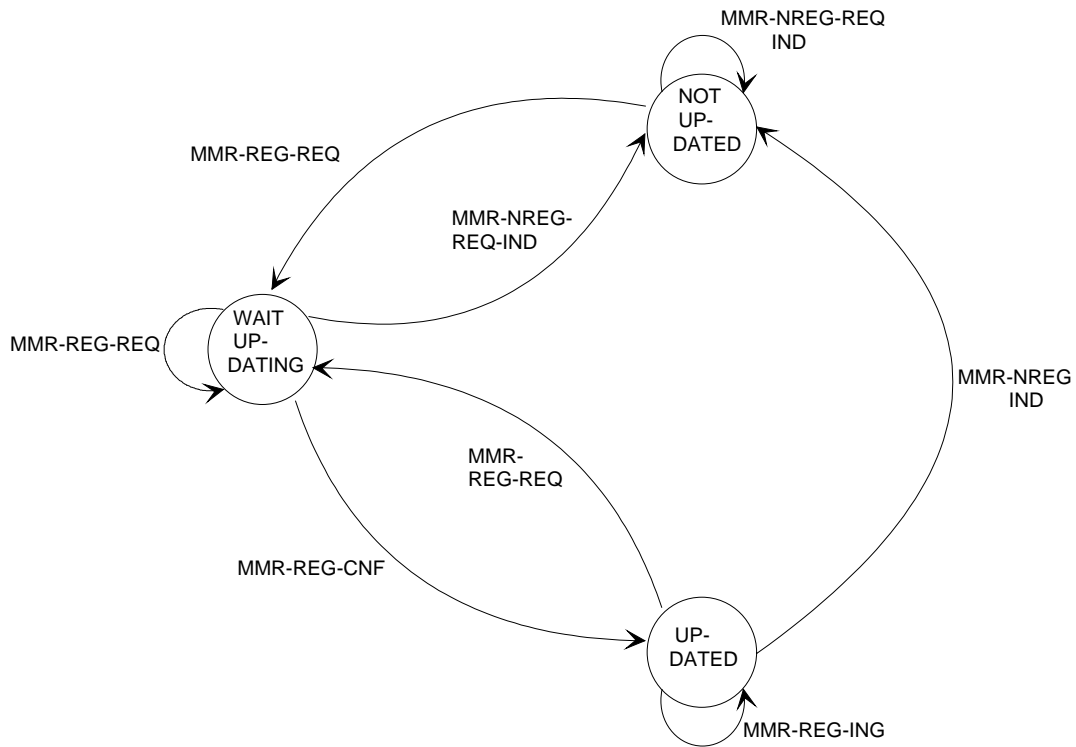 MMR-NREG-REQ
IND
NOT
UP-
DATED
MMR-REG-REQ
MMR-NREG-
REQ-IND
WAIT
UP-
DATING
MMR-REG-REQ
MMR-NREG
IND
MMR-
REG-REQ
MMR-REG-CNF
UP-
DATED
MMR-REG-ING